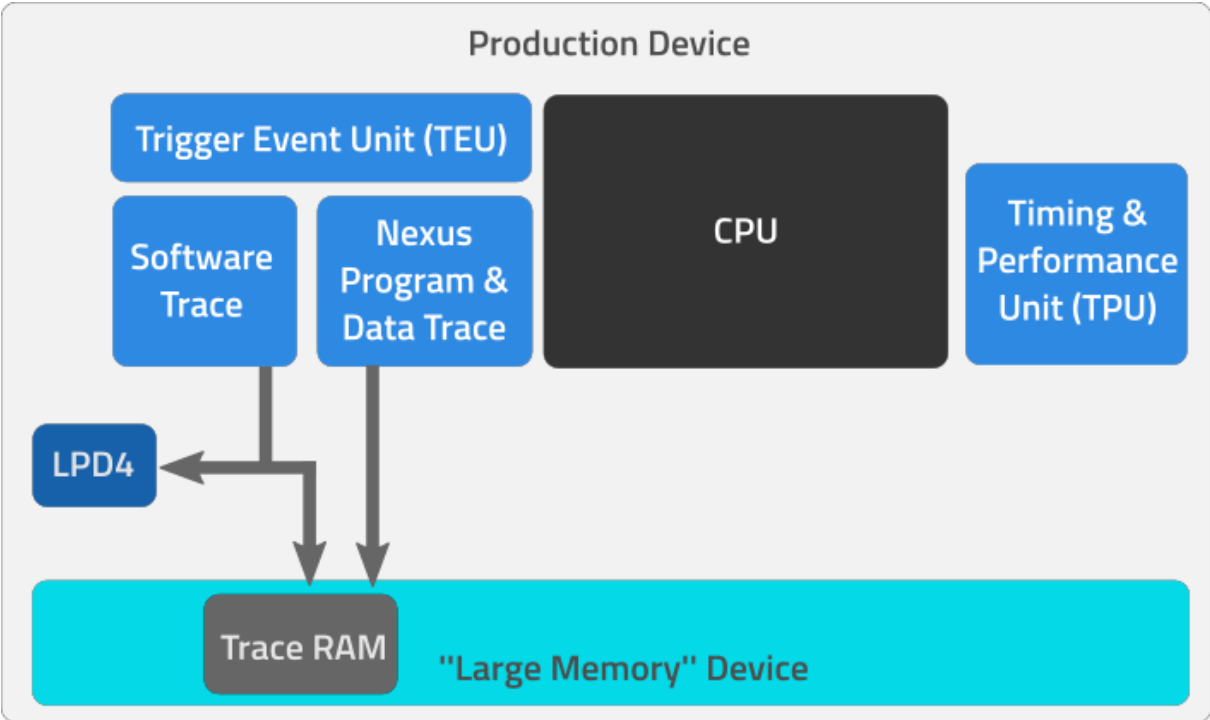 Production Device
Trigger Event Unit (TEU)
Software
Trace
Nexus
Program &
Data Trace
CPU
Timing &
Performance
Unit (TPU)
LPD4
Trace RAM
"Large Memory" Device